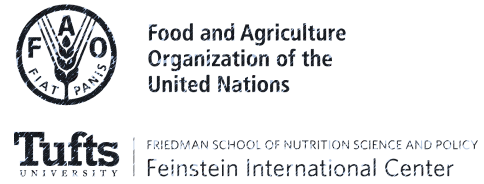 F A O
FIAT PANIS
Food and Agriculture
Organization of the
United Nations
Tufts
UNIVERSITY
FRIEDMAN SCHOOL OF NUTRITION SCIENCE AND POLICY
Feinstein International Center